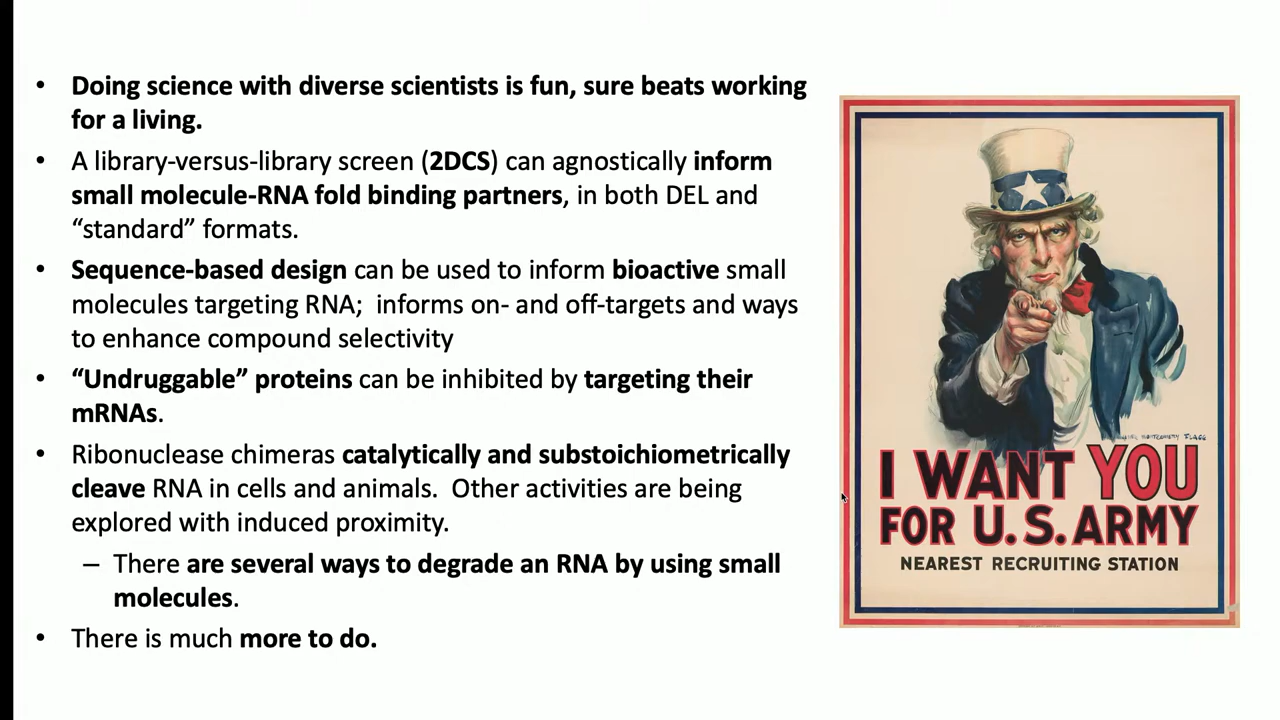 • Doing science with diverse scientists is fun, sure beats working
for a living.
• A library-versus-library screen (2DCS) can agnostically inform
small molecule-RNA fold binding partners, in both DEL and
“standard” formats.
• Sequence-based design can be used to inform bioactive small
molecules targeting RNA;  informs on- and off-targets and ways
to enhance compound selectivity
• “Undruggable” proteins can be inhibited by targeting their
mRNAs.
• Ribonuclease chimeras catalytically and substoichiometrically
cleave RNA in cells and animals.  Other activities are being
explored with induced proximity.
– There are several ways to degrade an RNA by using small
molecules.
• There is much more to do.
MONTGOMERY FLAGG
I WANT YOU
FOR U.S. ARMY
NEAREST RECRUITING STATION